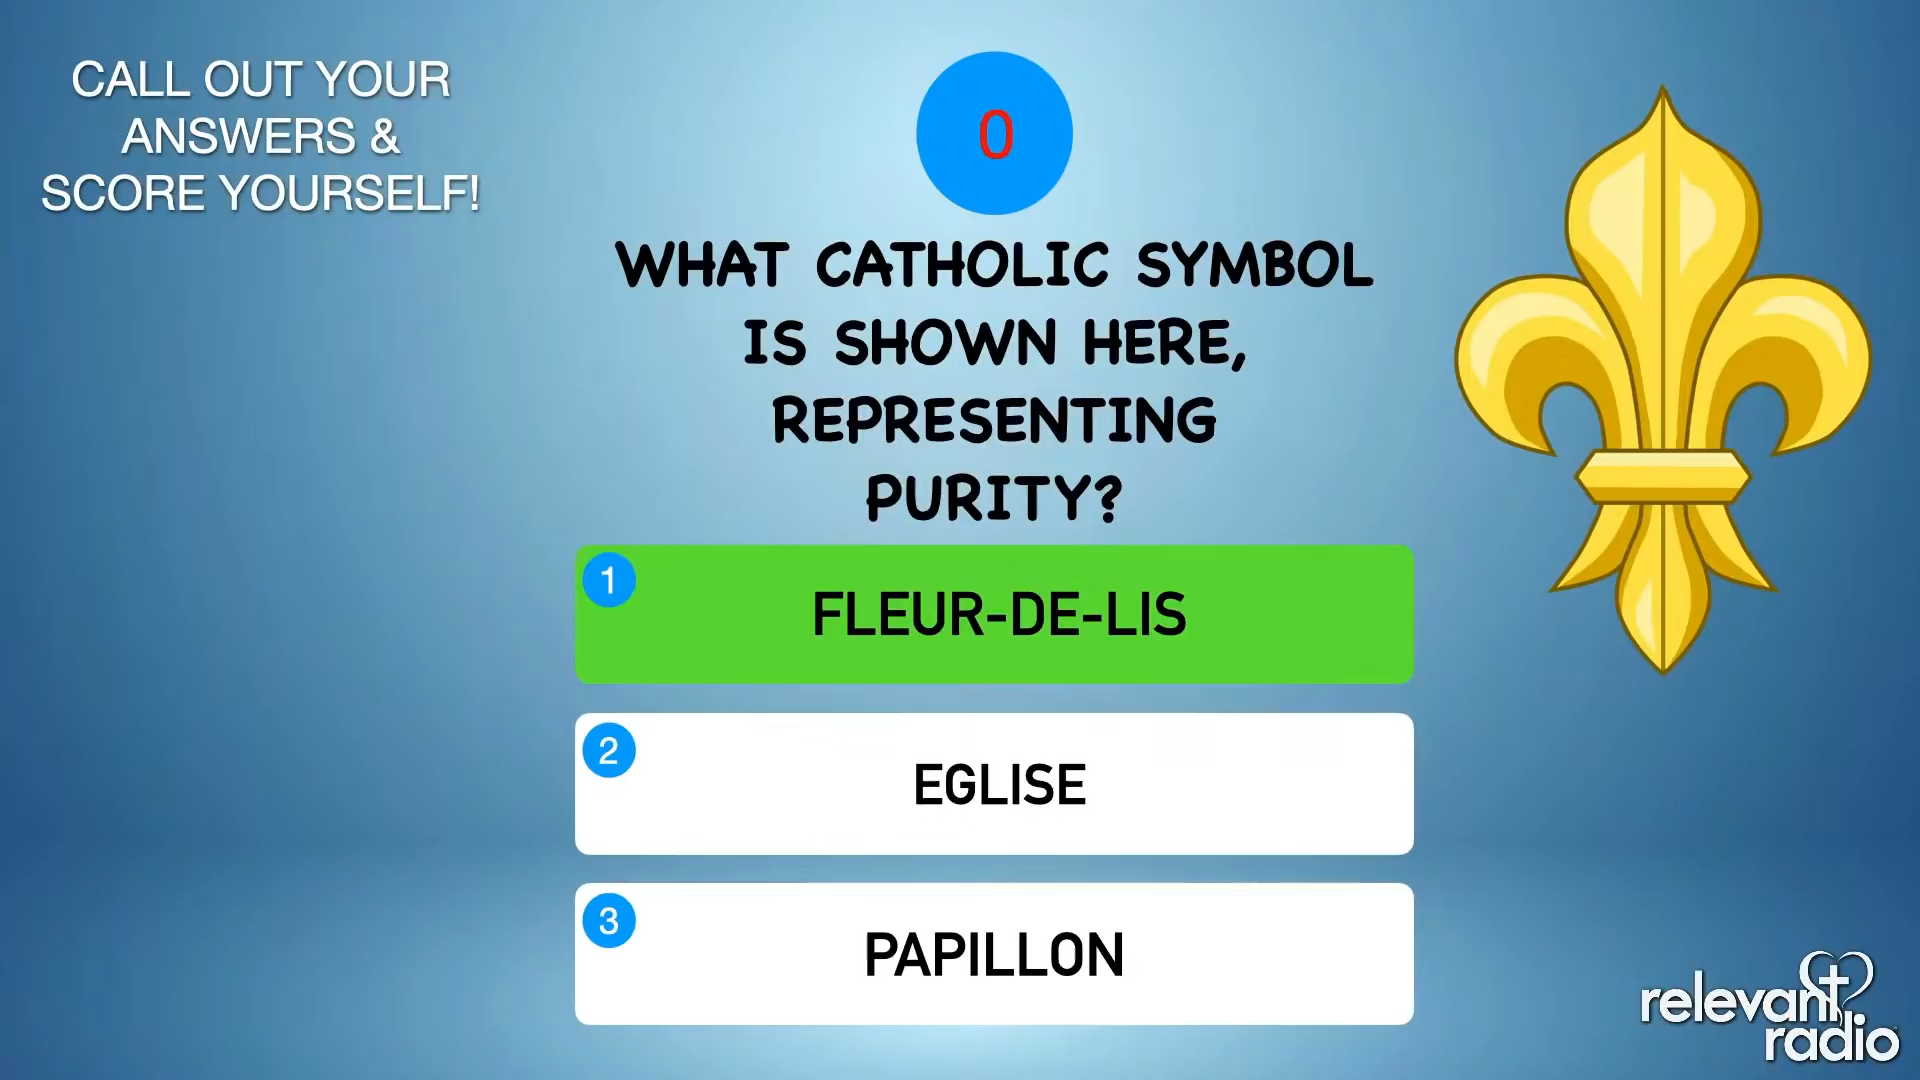 CALL OUT YOUR
ANSWERS &
SCORE YOURSELF!
0
WHAT CATHOLIC SYMBOL
IS SHOWN HERE,
REPRESENTING
PURITY?
1
FLEUR-DE-LIS
2
EGLISE
3
PAPILLON
relevant
radio